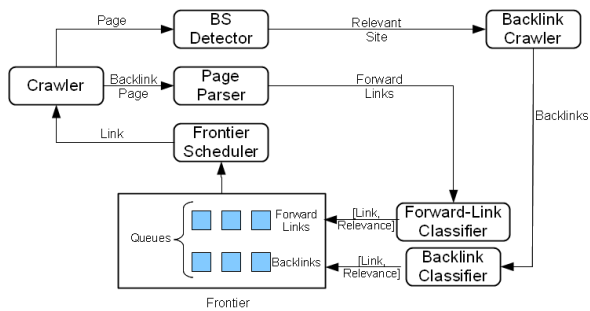 Page
BS
Detector
Relevant
Site
Backlink
Crawler
Crawler
Backlink
Page
Page
Parser
Forward
Links
Backlinks
Link
Frontier
Scheduler
Queues
Forward
Links
Backlinks
[Link,
Relevance]
Forward-Link
Classifier
[Link,
Relevance]
Backlink
Classifier
Frontier